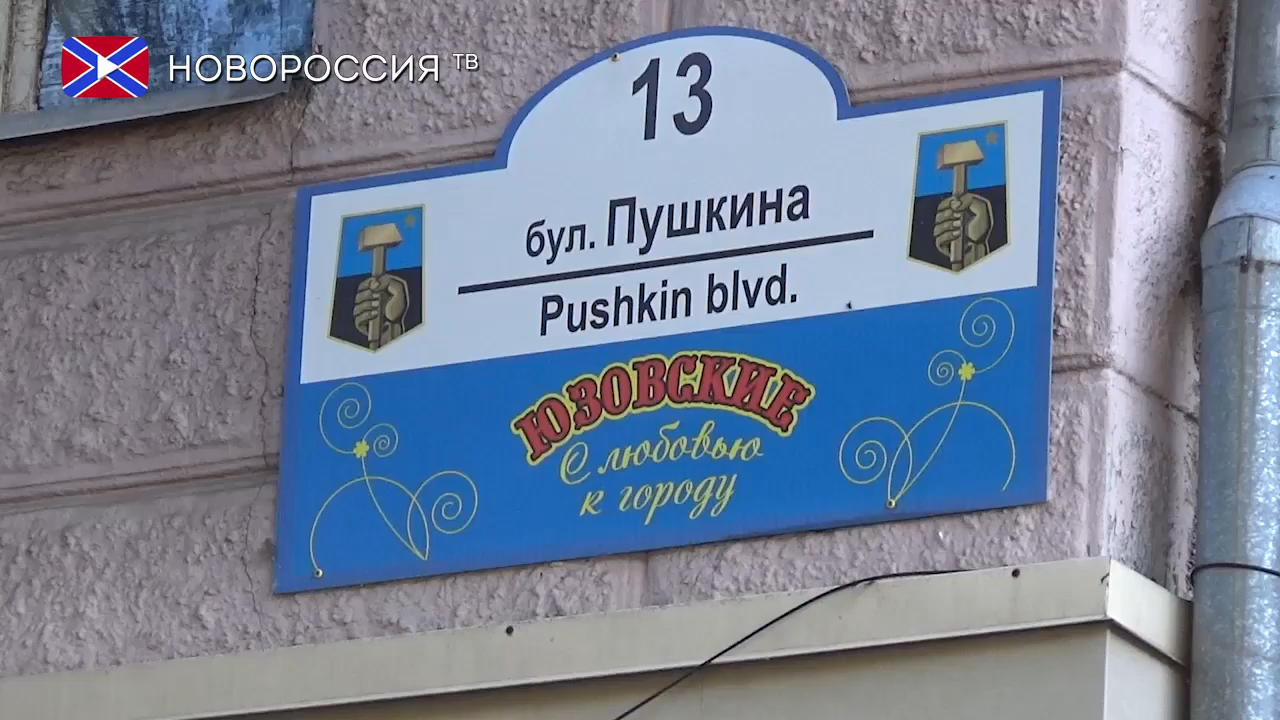 НОВОРОССИЯ ТВ
13
бул. Пушкина
Pushkin blvd.
ЮЗОВСКИЕ
С любовью
к городу